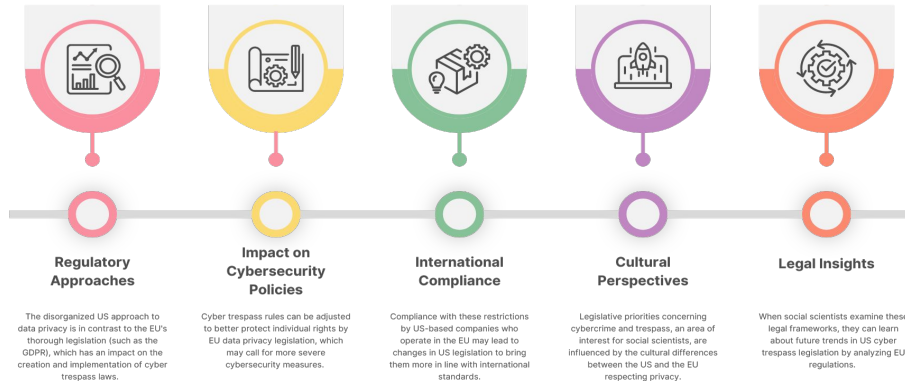 Regulatory
Approaches
The disorganized US approach to
data privacy is in contrast to the EU's
thorough legislation (such as the
GDPR), which has an impact on the
creation and implementation of cyber
trespass laws.
Impact on
Cybersecurity
Policies
Cyber trespass rules can be adjusted
to better protect individual rights by
EU data privacy legislation, which
may call for more severe
cybersecurity measures.
International
Compliance
Compliance with these restrictions
by US-based companies who
operate in the EU may lead to
changes in US legislation to bring
them more in line with international
standards.
Cultural
Perspectives
Legislative priorities concerning
cybercrime and trespass, an area of
interest for social scientists, are
influenced by the cultural differences
between the US and the EU
respecting privacy.
Legal Insights
When social scientists examine these
legal frameworks, they can learn
about future trends in US cyber
trespass legislation by analyzing EU
regulations.